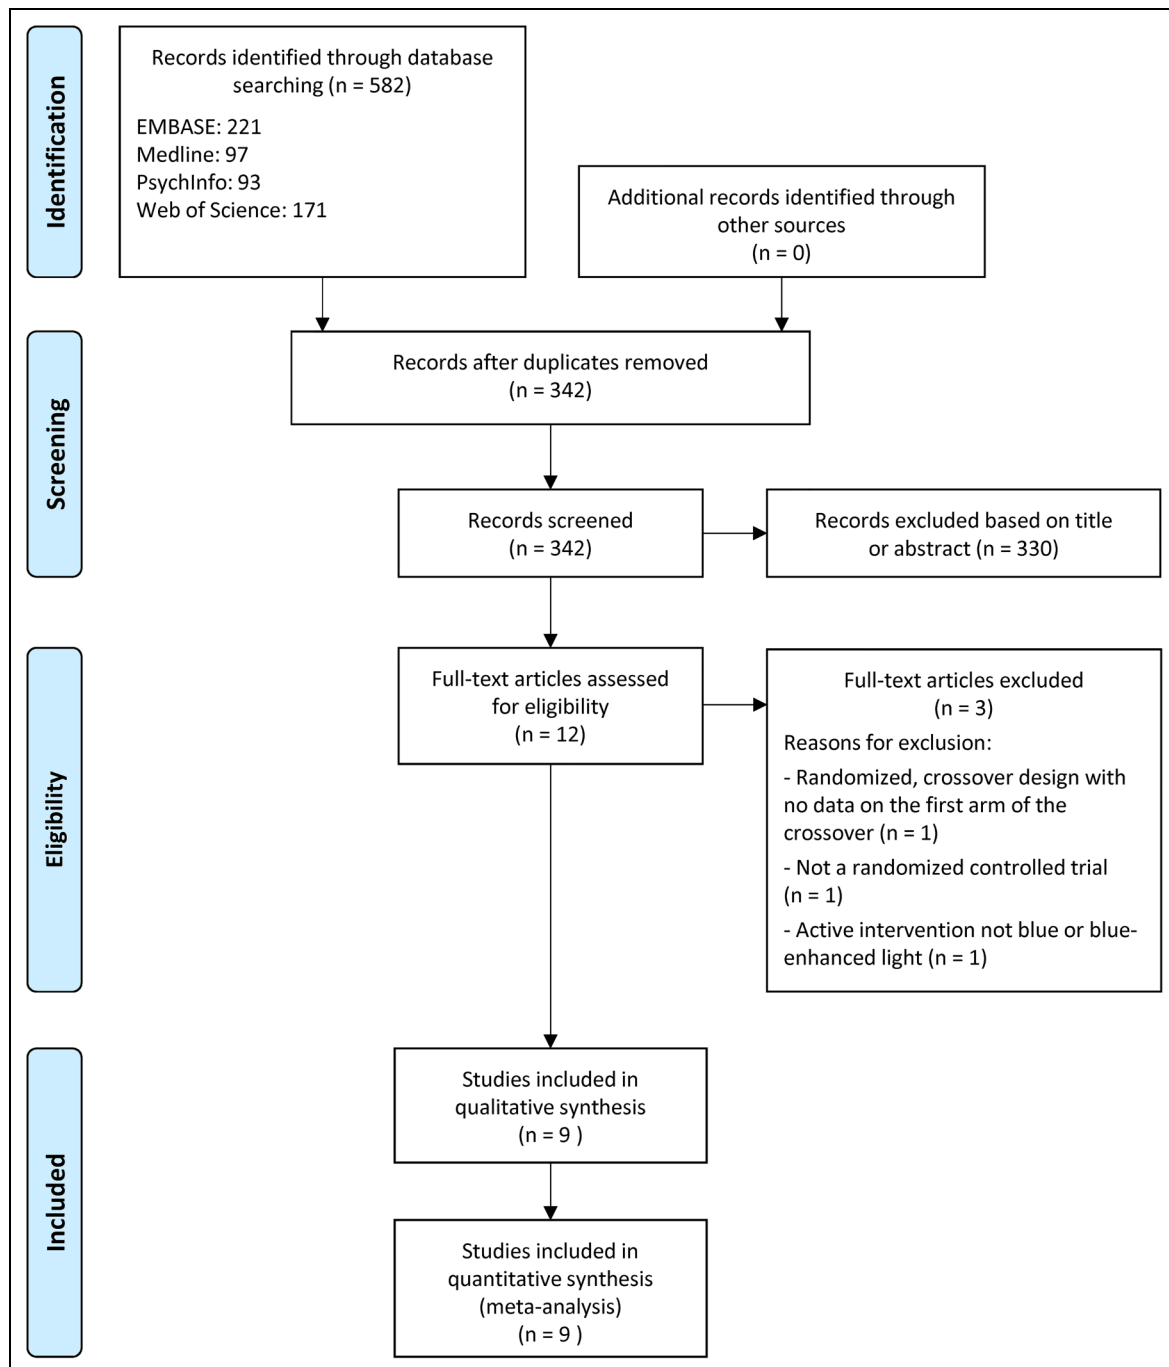 Identification
Records identified through database
searching (n = 582)
EMBASE: 221
Medline: 97
PsychInfo: 93
Web of Science: 171
Additional records identified through
other sources
(n = 0)
Screening
Records after duplicates removed
(n = 342)
Records screened
(n = 342)
Records excluded based on title
or abstract (n = 330)
Eligibility
Full-text articles assessed
for eligibility
(n = 12)
Full-text articles excluded
(n = 3)
Reasons for exclusion:
- Randomized, crossover design with
no data on the first arm of the
crossover (n = 1)
- Not a randomized controlled trial
(n = 1)
- Active intervention not blue or blue-
enhanced light (n = 1)
Included
Studies included in
qualitative synthesis
(n = 9 )
Studies included in
quantitative synthesis
(meta-analysis)
(n = 9 )